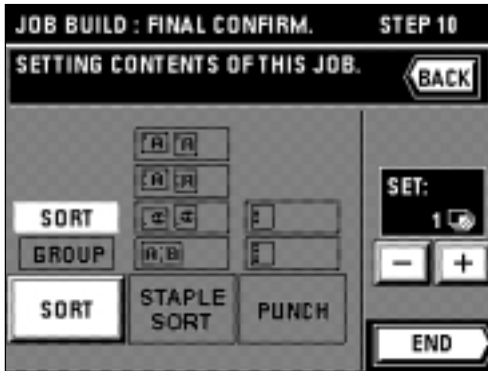 JOB BUILD : FINAL CONFIRM. STEP 10
SETTING CONTENTS OF THIS JOB.
BACK
SORT
GROUP
A A
A A
A A
A B
SORT
STAPLE
SORT
PUNCH
SET:
1
− +
END